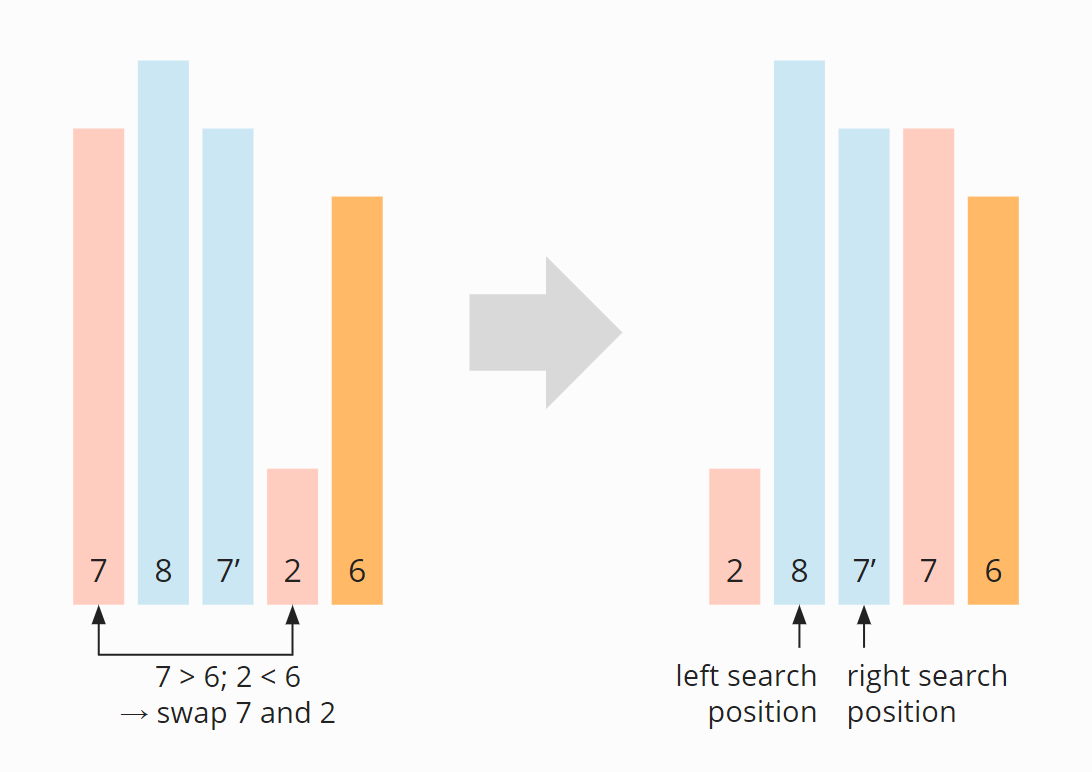 7 8 7’ 2 6
2 8 7’ 7 6
7 > 6; 2 < 6
→ swap 7 and 2
left search
position
right search
position